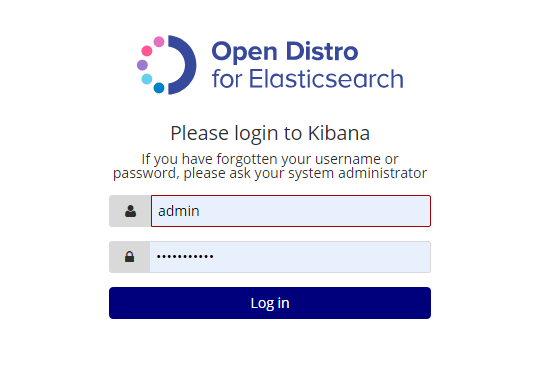 Open Distro
for Elasticsearch
Please login to Kibana
If you have forgotten your username or
password, please ask your system administrator
admin
•••••••••••
Log in